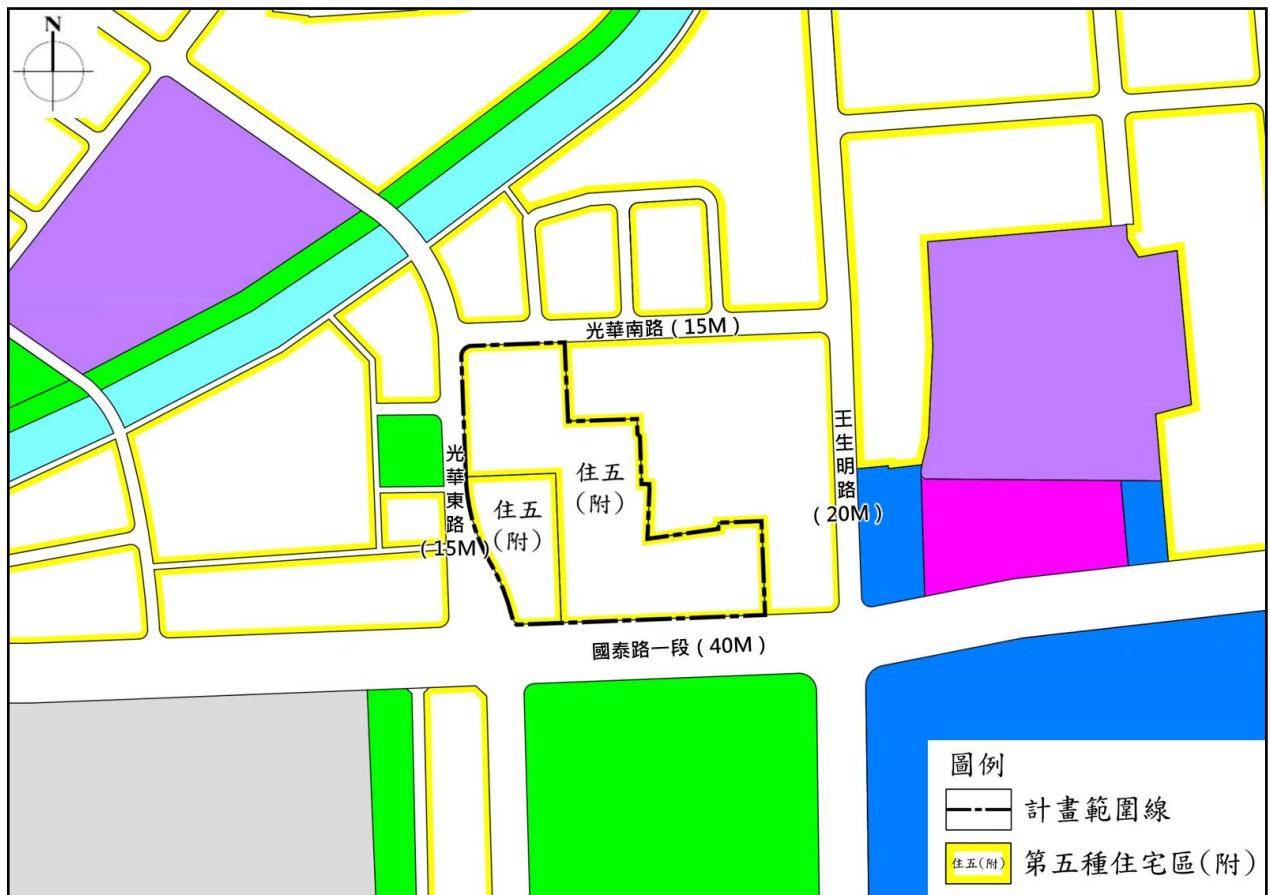 N
光華南路（15M）
光華東路
（15M）
王生明路
（20M）
住五
(附)
住五
(附)
國泰路一段（40M）
圖例
計畫範圍線
住五(附)
第五種住宅區(附)